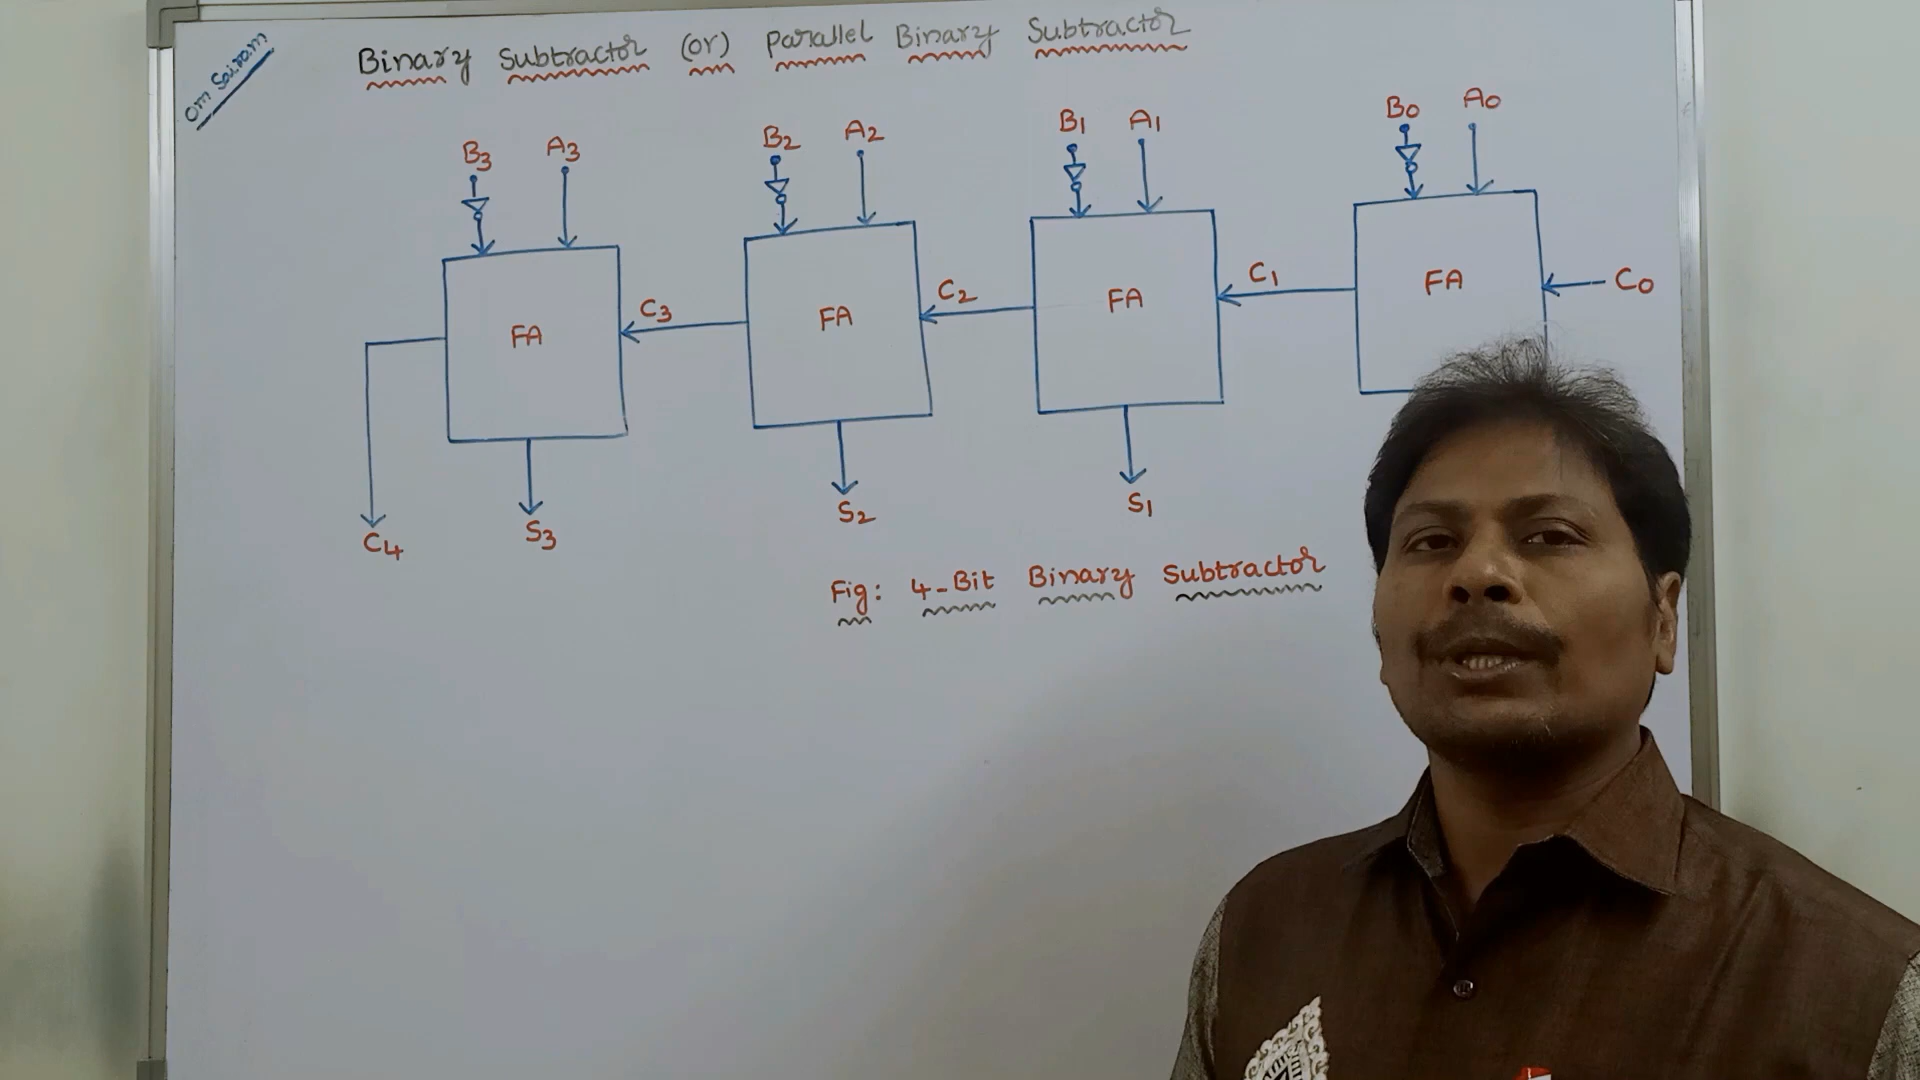 Om Sairam
Binary Subtractor (or) Parallel Binary Subtractor
B3 A3 B2 A2 B1 A1 B0 A0
FA C3 FA C2 FA C1 FA C0
C4 S3 S2 S1
Fig: 4-Bit Binary Subtractor